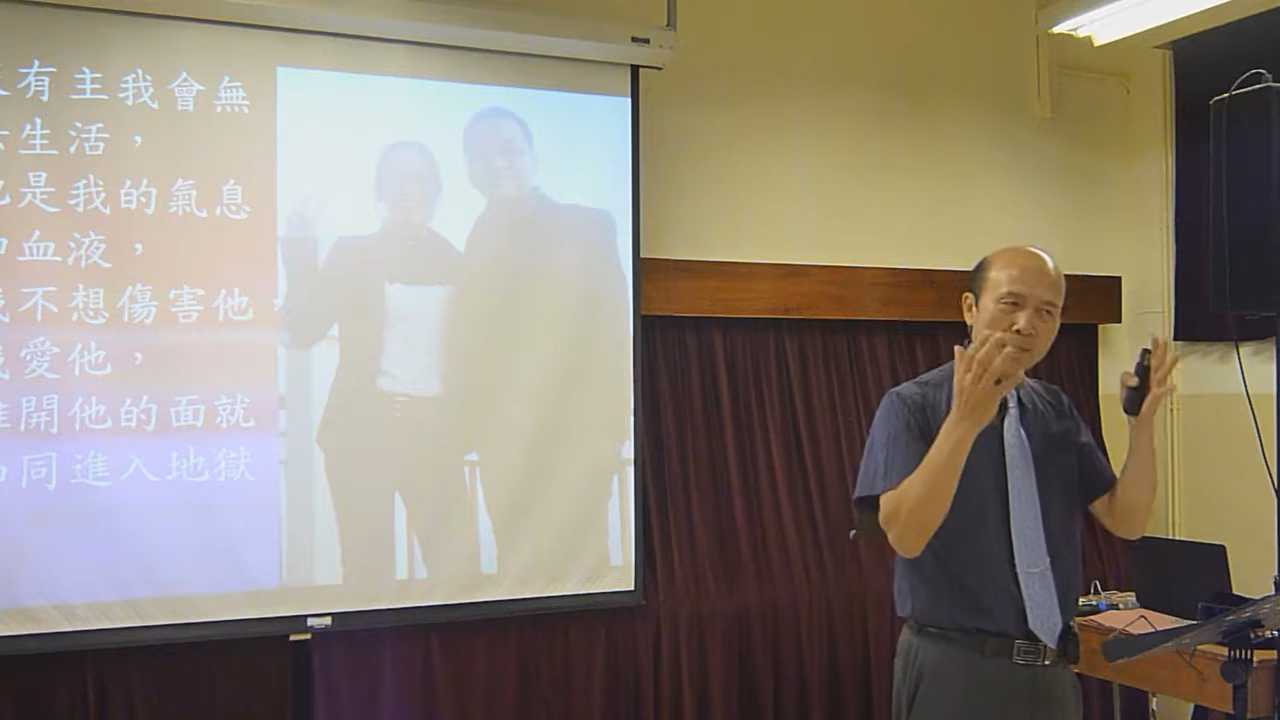 有主我會無
生活，
是我的氣息
血液，
不想傷害他
愛他，
開他的面就
同進入地獄